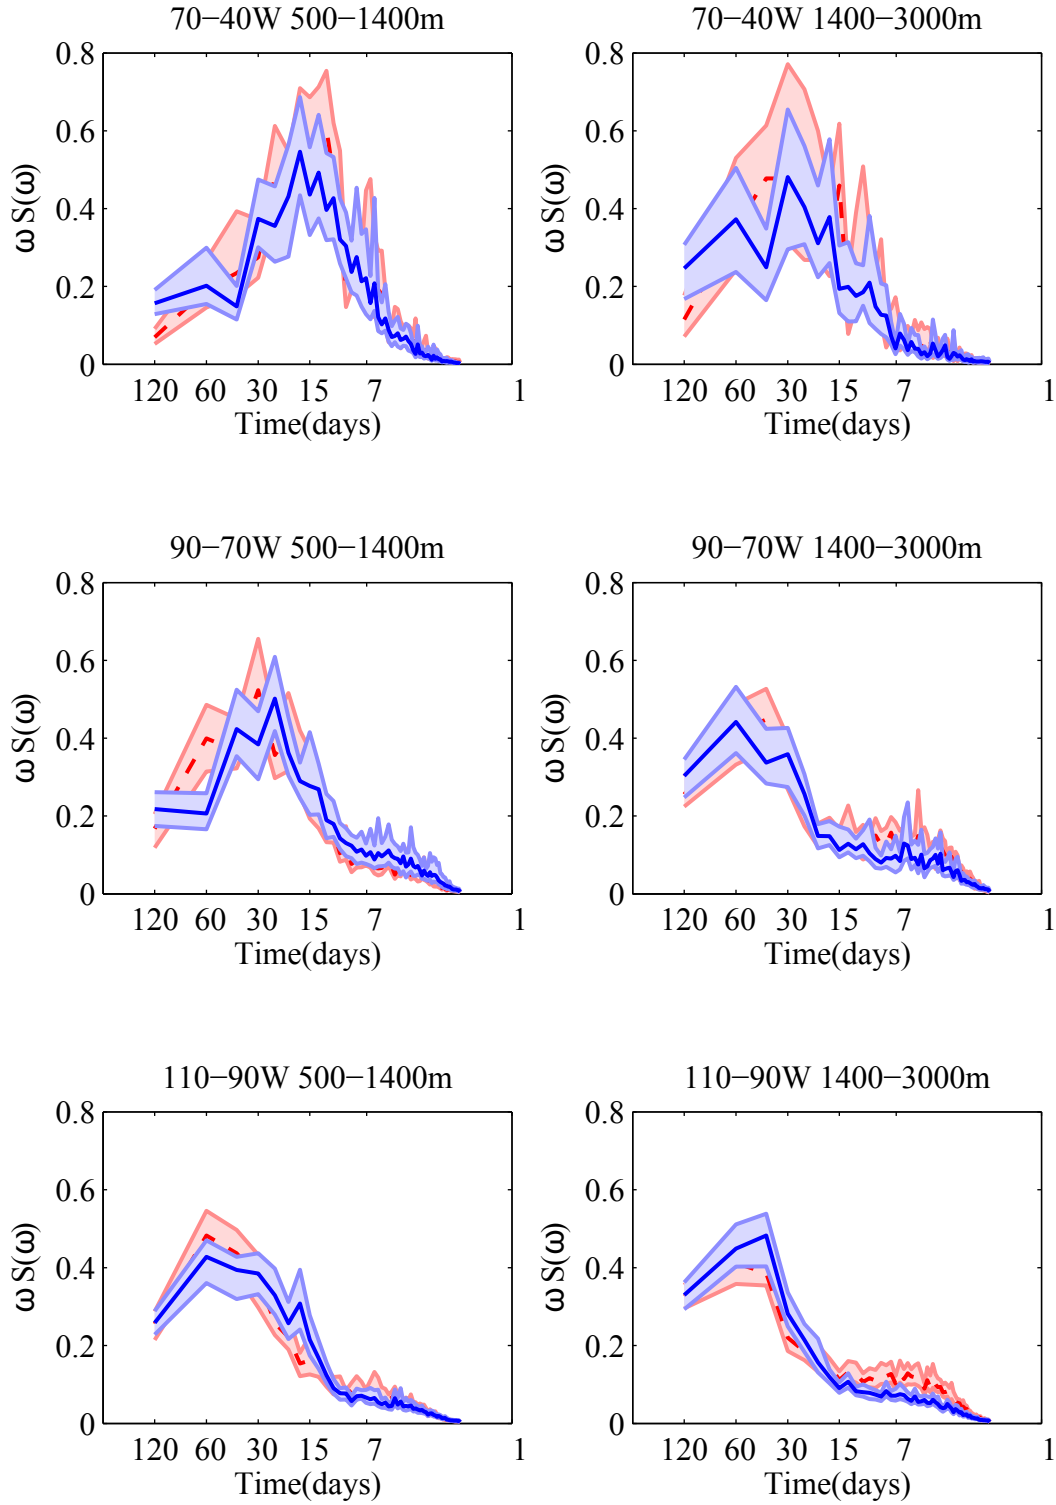 70−40W 500−1400m
0.8
0.6
0.4
0.2
0
ω S(ω)
120 60 30 15 7 1
Time(days)
70−40W 1400−3000m
0.8
0.6
0.4
0.2
0
ω S(ω)
120 60 30 15 7 1
Time(days)
90−70W 500−1400m
0.8
0.6
0.4
0.2
0
ω S(ω)
120 60 30 15 7 1
Time(days)
90−70W 1400−3000m
0.8
0.6
0.4
0.2
0
ω S(ω)
120 60 30 15 7 1
Time(days)
110−90W 500−1400m
0.8
0.6
0.4
0.2
0
ω S(ω)
120 60 30 15 7 1
Time(days)
110−90W 1400−3000m
0.8
0.6
0.4
0.2
0
ω S(ω)
120 60 30 15 7 1
Time(days)